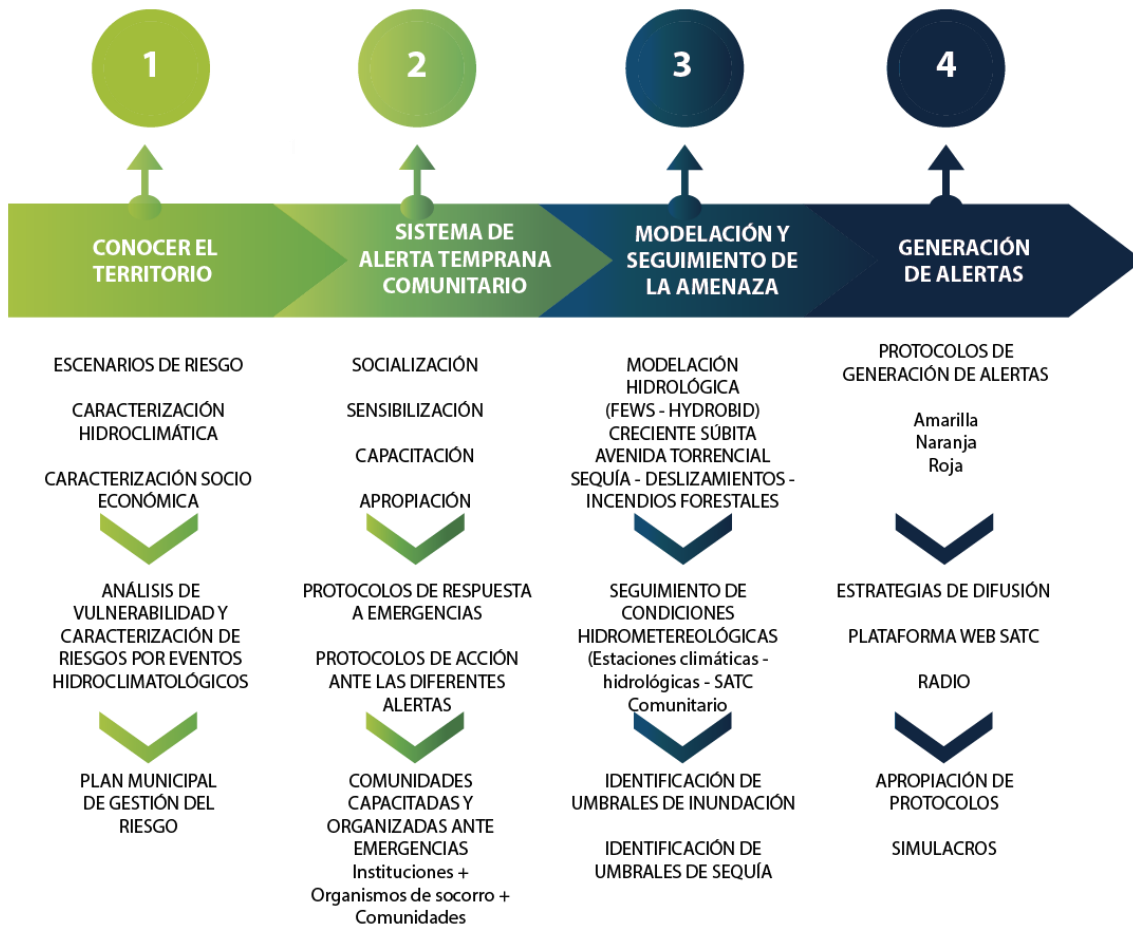 1
2
3
4
CONOCER EL
TERRITORIO
SISTEMA DE
ALERTA TEMPRANA
COMUNITARIO
MODELACIÓN Y
SEGUIMIENTO DE
LA AMENAZA
GENERACIÓN
DE ALERTAS
ESCENARIOS DE RIESGO
CARACTERIZACIÓN
HIDROCLIMÁTICA
CARACTERIZACIÓN SOCIO
ECONÓMICA
ANÁLISIS DE
VULNERABILIDAD Y
CARACTERIZACIÓN DE
RIESGOS POR EVENTOS
HIDROCLIMATOLÓGICOS
PLAN MUNICIPAL
DE GESTIÓN DEL
RIESGO
SOCIALIZACIÓN
SENSIBILIZACIÓN
CAPACITACIÓN
APROPIACIÓN
PROTOCOLOS DE RESPUESTA
A EMERGENCIAS
PROTOCOLOS DE ACCIÓN
ANTE LAS DIFERENTES
ALERTAS
COMUNIDADES
CAPACITADAS Y
ORGANIZADAS ANTE
EMERGENCIAS
Instituciones +
Organismos de socorro +
Comunidades
MODELACIÓN
HIDROLÓGICA
(FEWS - HYDROBID)
CRECIENTE SÚBITA
AVENIDA TORRENCIAL
SEQUÍA - DESLIZAMIENTOS -
INCENDIOS FORESTALES
SEGUIMIENTO DE
CONDICIONES
HIDROMETEREOLÓGICAS
(Estaciones climáticas -
hidrológicas - SATC
Comunitario
IDENTIFICACIÓN DE
UMBRALES DE INUNDACIÓN
IDENTIFICACIÓN DE
UMBRALES DE SEQUÍA
PROTOCOLOS DE
GENERACIÓN DE ALERTAS
Amarilla
Naranja
Roja
ESTRATEGIAS DE DIFUSIÓN
PLATAFORMA WEB SATC
RADIO
APROPIACIÓN DE
PROTOCOLOS
SIMULACROS